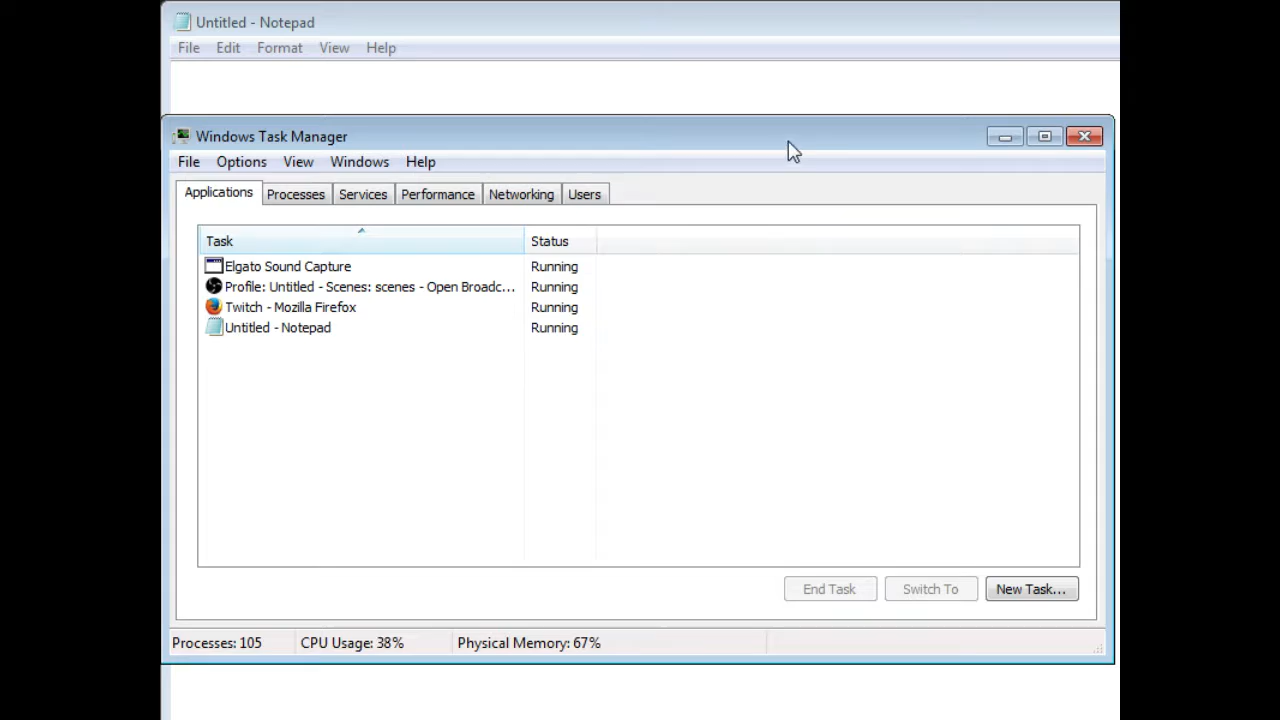 Untitled - Notepad
File Edit Format View Help
Windows Task Manager
File Options View Windows Help
Applications Processes Services Performance Networking Users
Task Status
Elgato Sound Capture Running
Profile: Untitled - Scenes: scenes - Open Broadc... Running
Twitch - Mozilla Firefox Running
Untitled - Notepad Running
End Task Switch To New Task...
Processes: 105 CPU Usage: 38% Physical Memory: 67%